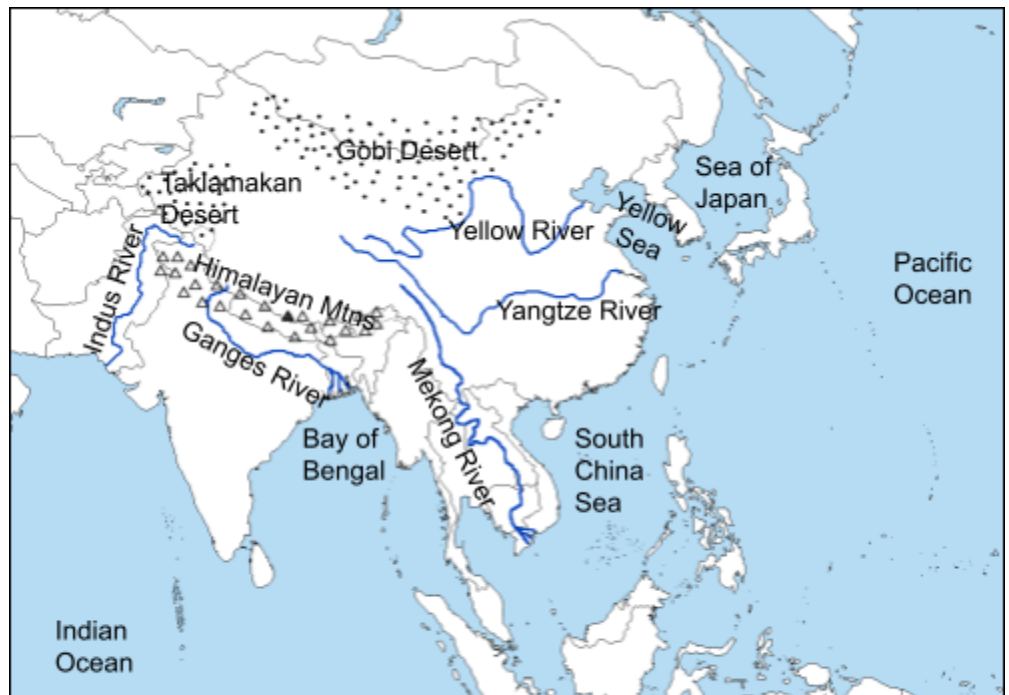 Gobi Desert
Taklamakan
Desert
Sea of
Japan
Yellow
Sea
Yellow River
Indus River
Himalayan Mtns
Pacific
Ocean
Yangtze River
Ganges River
Mekong River
Bay of
Bengal
South
China
Sea
Indian
Ocean